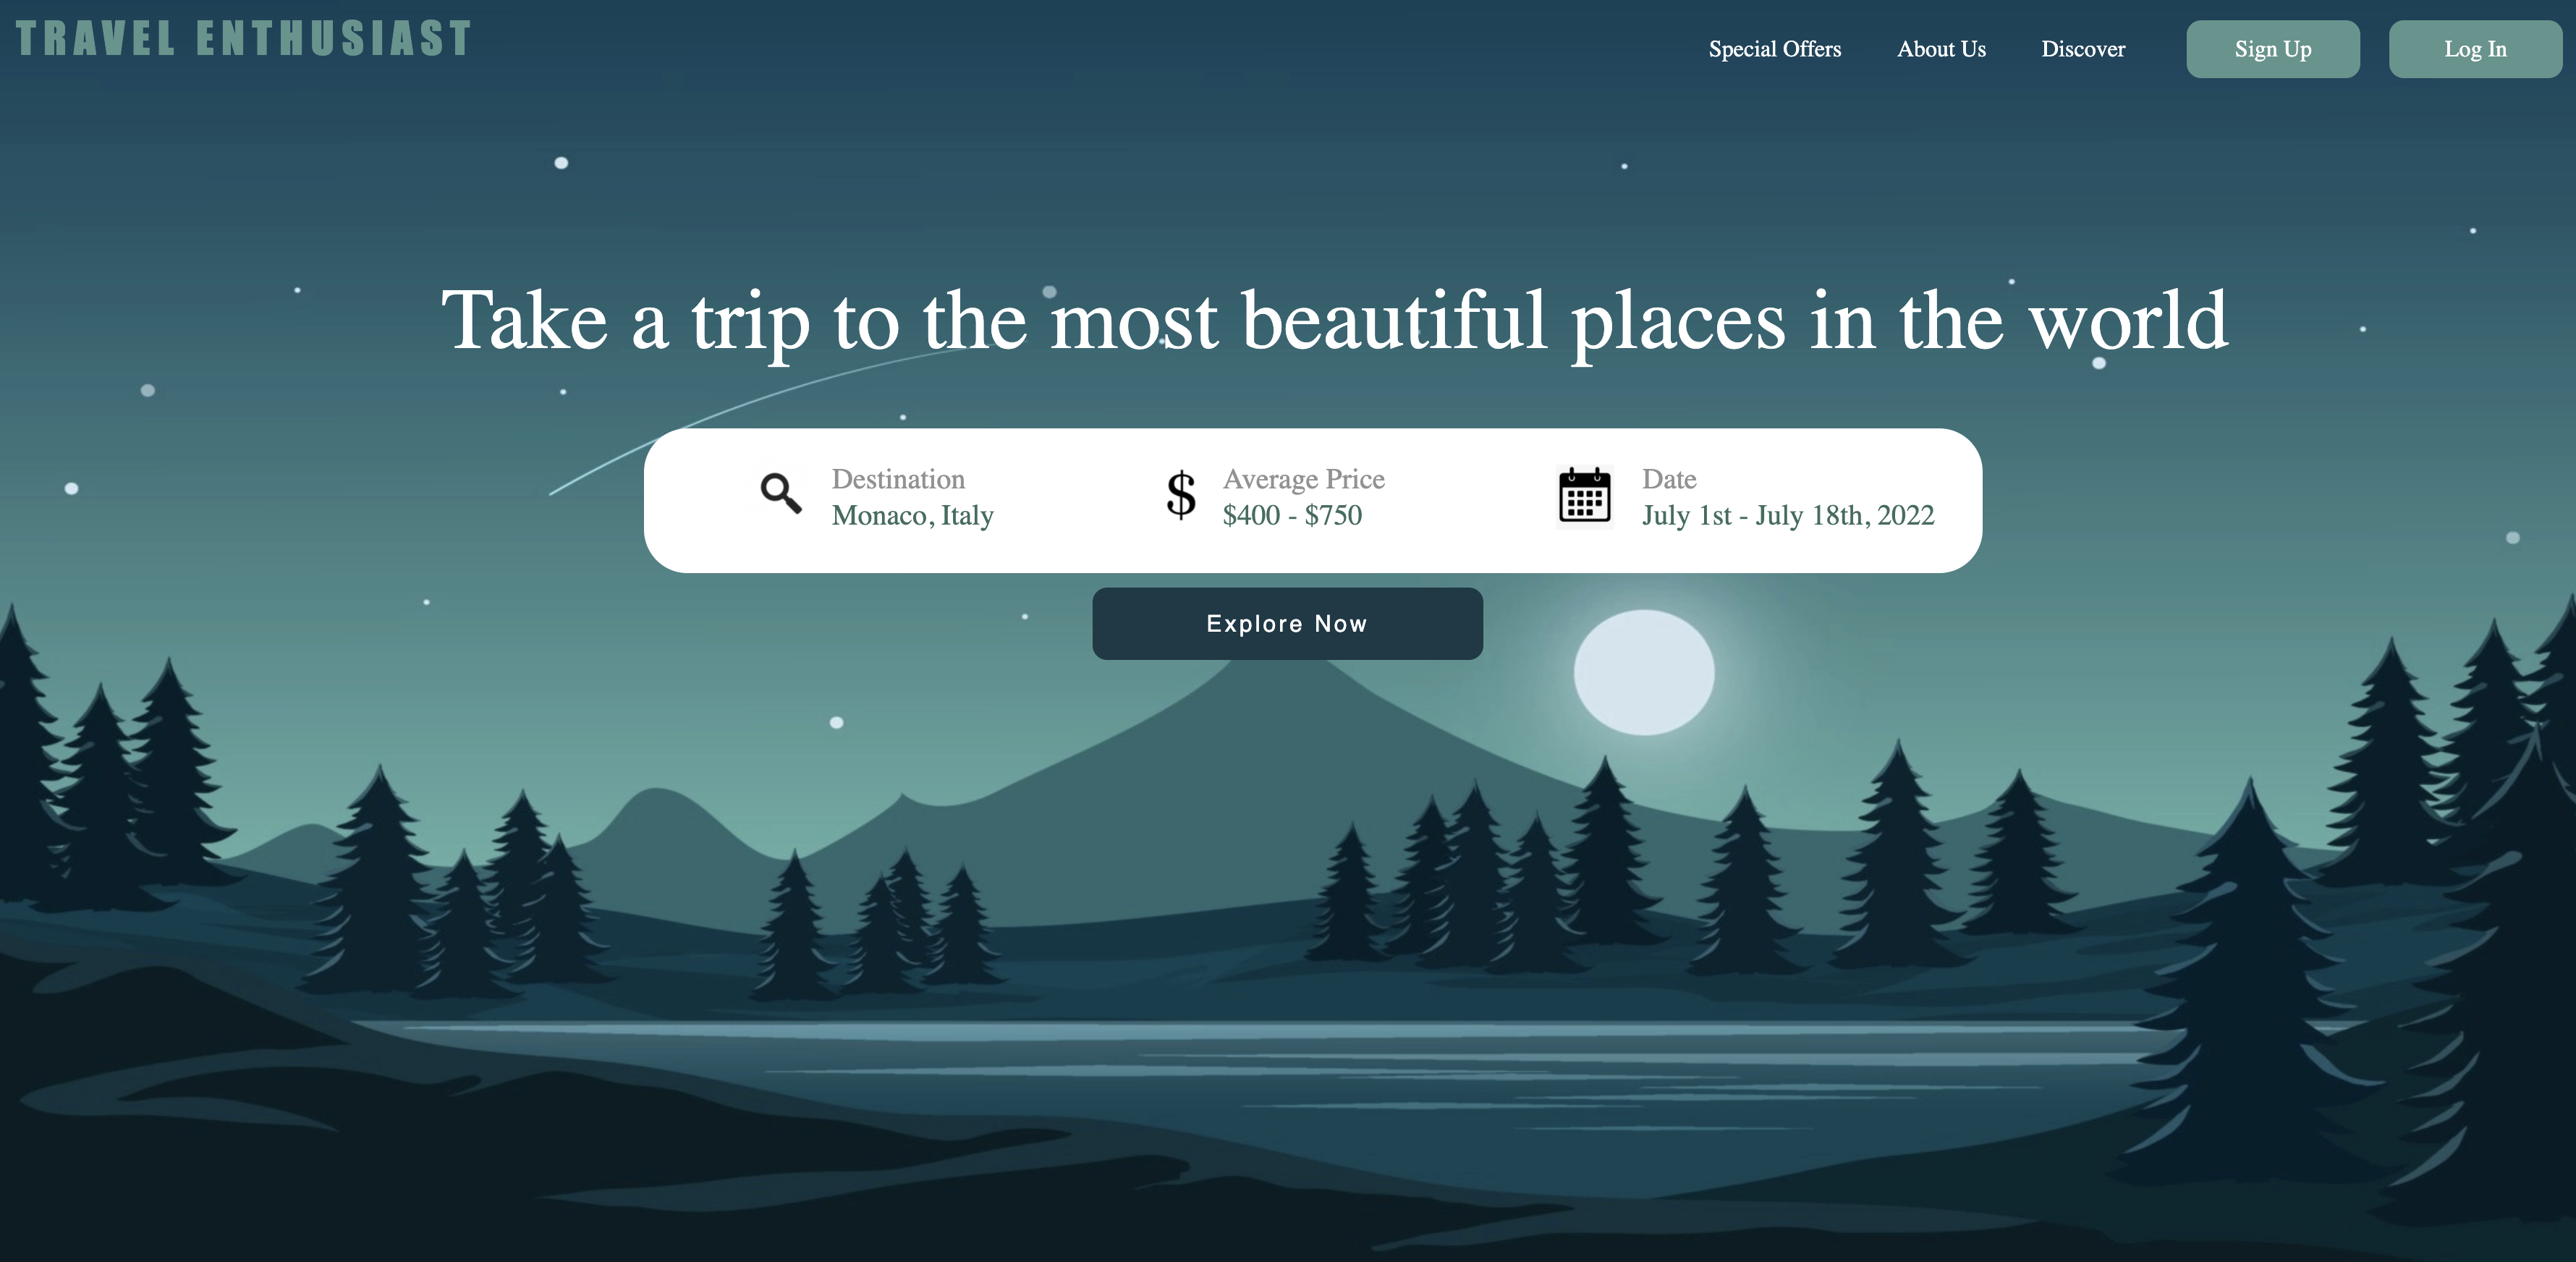 TRAVEL ENTHUSIAST
Special Offers
About Us
Discover
Sign Up
Log In
Take a trip to the most beautiful places in the world
Destination
Monaco, Italy
$
Average Price
$400 - $750
Date
July 1st - July 18th, 2022
Explore Now